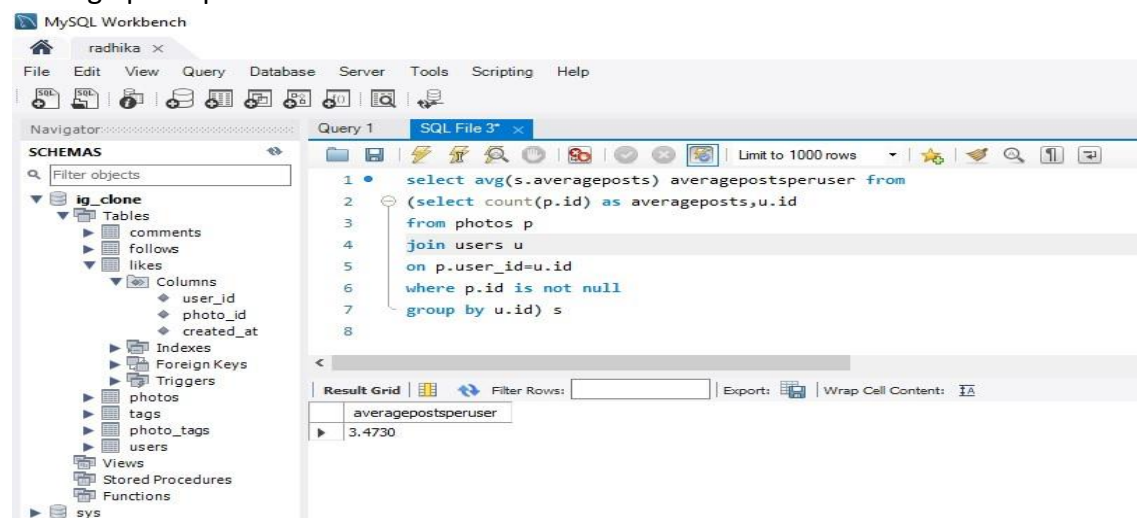 MySQL Workbench
radhika
File Edit View Query Database Server Tools Scripting Help
Navigator
Query 1 SQL File 3*
SCHEMAS
Limit to 1000 rows
Filter objects
ig_clone
Tables
comments
follows
likes
Columns
user_id
photo_id
created_at
Indexes
Foreign Keys
Triggers
photos
tags
photo_tags
users
Views
Stored Procedures
Functions
sys
1 select avg(s.averageposts) averagepostsperuser from
2 (select count(p.id) as averageposts,u.id
3 from photos p
4 join users u
5 on p.user_id=u.id
6 where p.id is not null
7 group by u.id) s
8
Result Grid Filter Rows: Export: Wrap Cell Content: IA
averagepostsperuser
3.4730